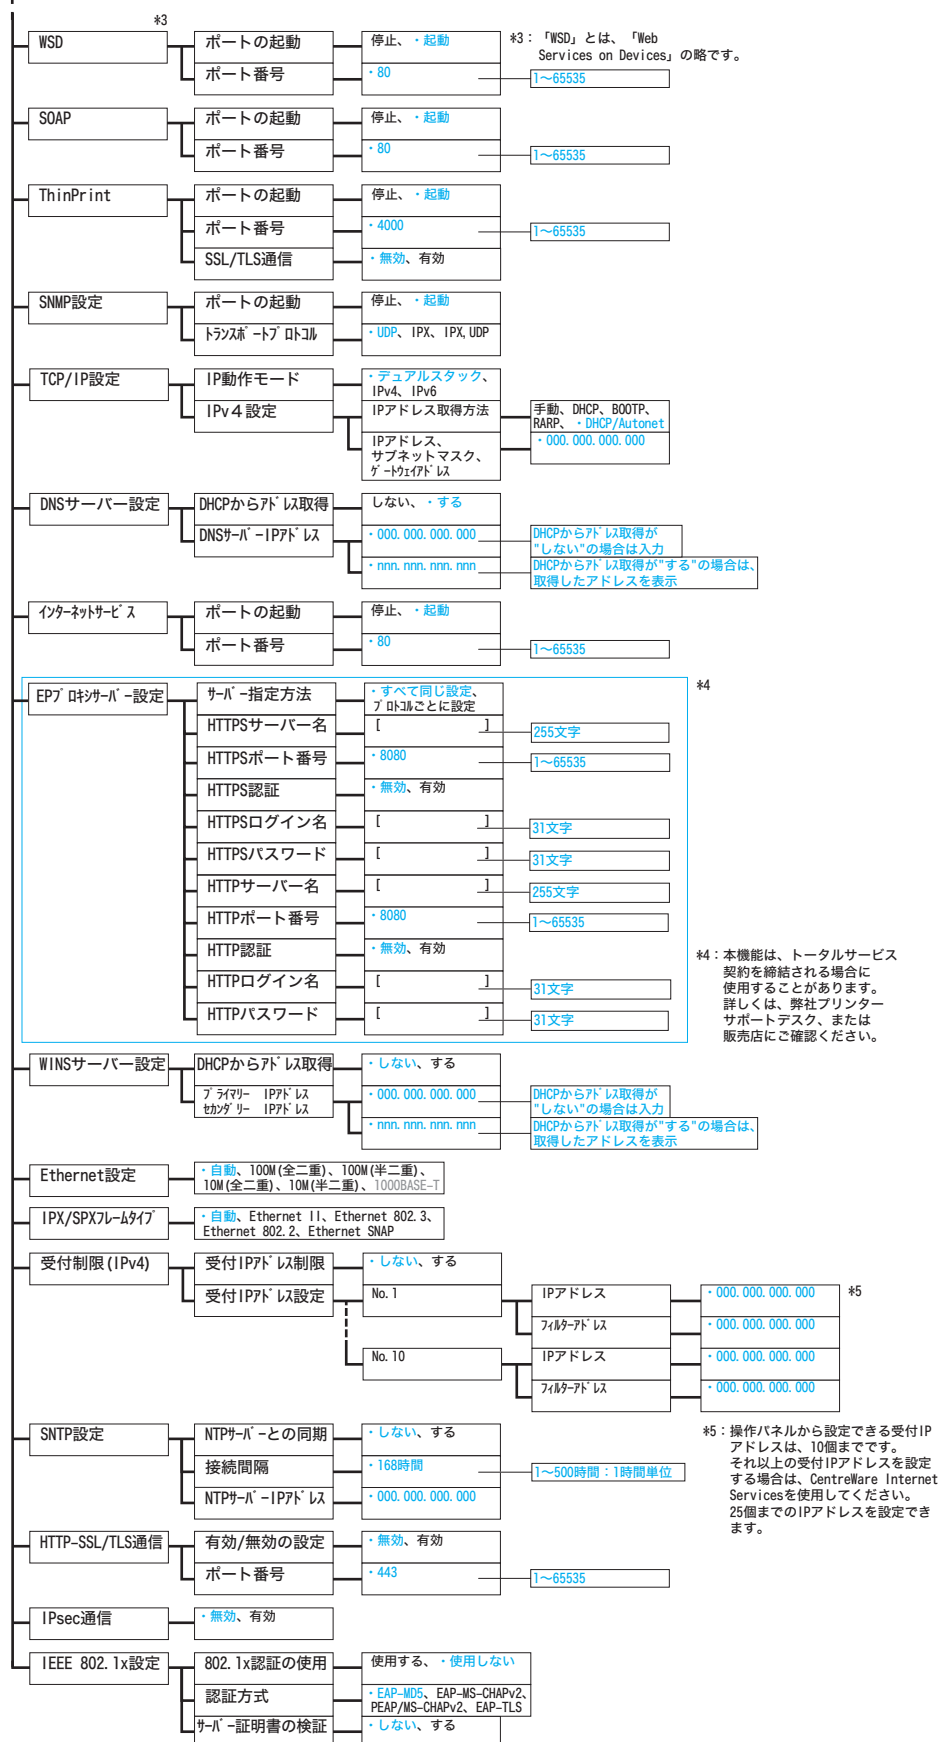 *3
WSD
ポートの起動
停止、・起動
*3：「WSD」とは、「Web
Services on Devices」の略です。
ポート番号
・80
1～65535
SOAP
ポートの起動
停止、・起動
ポート番号
・80
1～65535
ThinPrint
ポートの起動
停止、・起動
ポート番号
・4000
1～65535
SSL/TLS通信
・無効、有効
SNMP設定
ポートの起動
停止、・起動
ﾄﾗﾝｽﾎﾟｰﾄﾌﾟﾛﾄｺﾙ
・UDP、IPX、IPX,UDP
TCP/IP設定
IP動作モード
・デュアルスタック、
IPv4、IPv6
IPv４設定
IPアドレス取得方法
手動、DHCP、BOOTP、
RARP、・DHCP/Autonet
IPアドレス、
サブネットマスク、
ｹﾞｰﾄｳｪｲｱﾄﾞﾚｽ
・000.000.000.000
DNSサーバー設定
DHCPからｱﾄﾞﾚｽ取得
しない、・する
DNSｻｰﾊﾞｰIPｱﾄﾞﾚｽ
・000.000.000.000
DHCPからｱﾄﾞﾚｽ取得が
"しない"の場合は入力
・nnn.nnn.nnn.nnn
DHCPからｱﾄﾞﾚｽ取得が"する"の場合は、
取得したアドレスを表示
ｲﾝﾀｰﾈｯﾄｻｰﾋﾞｽ
ポートの起動
停止、・起動
ポート番号
・80
1～65535
EPﾌﾟﾛｷｼｻｰﾊﾞｰ設定
ｻｰﾊﾞｰ指定方法
・すべて同じ設定、
ﾌﾟﾛﾄｺﾙごとに設定
*4
HTTPSサーバー名
[ ]
255文字
HTTPSポート番号
・8080
1～65535
HTTPS認証
・無効、有効
HTTPSログイン名
[ ]
31文字
HTTPSパスワード
[ ]
31文字
HTTPサーバー名
[ ]
255文字
HTTPポート番号
・8080
1～65535
HTTP認証
・無効、有効
HTTPログイン名
[ ]
31文字
HTTPパスワード
[ ]
31文字
*4：本機能は、トータルサービス
契約を締結される場合に
使用することがあります。
詳しくは、弊社プリンター
サポートデスク、または
販売店にご確認ください。
WINSサーバー設定
DHCPからｱﾄﾞﾚｽ取得
・しない、する
ﾌﾟﾗｲﾏﾘｰ IPｱﾄﾞﾚｽ
ｾｶﾝﾀﾞﾘｰ IPｱﾄﾞﾚｽ
・000.000.000.000
DHCPからｱﾄﾞﾚｽ取得が
"しない"の場合は入力
・nnn.nnn.nnn.nnn
DHCPからｱﾄﾞﾚｽ取得が"する"の場合は、
取得したアドレスを表示
Ethernet設定
・自動、100M(全二重)、100M(半二重)、
10M(全二重)、10M(半二重)、1000BASE-T
IPX/SPXﾌﾚｰﾑﾀｲﾌﾟ
・自動、Ethernet II、Ethernet 802.3、
Ethernet 802.2、Ethernet SNAP
受付制限(IPv4)
受付IPｱﾄﾞﾚｽ制限
・しない、する
受付IPｱﾄﾞﾚｽ設定
No.1
IPアドレス
・000.000.000.000
*5
ﾌｨﾙﾀｰｱﾄﾞﾚｽ
・000.000.000.000
No.10
IPアドレス
・000.000.000.000
ﾌｨﾙﾀｰｱﾄﾞﾚｽ
・000.000.000.000
*5：操作パネルから設定できる受付IP
アドレスは、10個までです。
それ以上の受付IPアドレスを設定
する場合は、CentreWare Internet
Servicesを使用してください。
25個までのIPアドレスを設定でき
ます。
SNTP設定
NTPｻｰﾊﾞｰとの同期
・しない、する
接続間隔
・168時間
1～500時間：1時間単位
NTPｻｰﾊﾞｰIPｱﾄﾞﾚｽ
・000.000.000.000
HTTP-SSL/TLS通信
有効/無効の設定
・無効、有効
ポート番号
・443
1～65535
IPsec通信
・無効、有効
IEEE 802.1x設定
802.1x認証の使用
使用する、・使用しない
認証方式
・EAP-MD5、EAP-MS-CHAPv2、
PEAP/MS-CHAPv2、EAP-TLS
ｻｰﾊﾞｰ証明書の検証
・しない、する